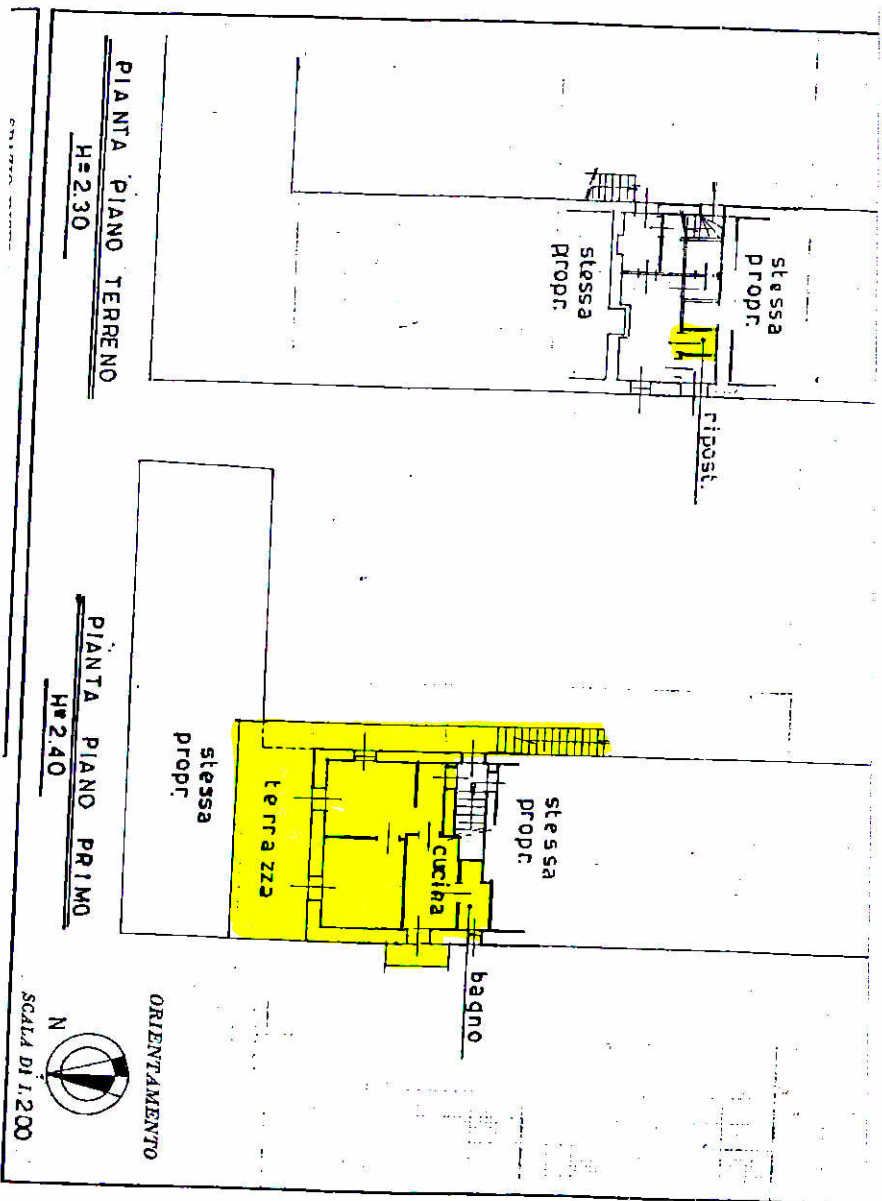 stessa
propr.
stessa
propr.
ripost.
PIANTA PIANO TERRENO
H=2.30
stessa
propr.
cucina
bagno
terrazza
stessa
propr.
PIANTA PIANO PRIMO
H=2.40
ORIENTAMENTO
N
SCALA DI 1:200